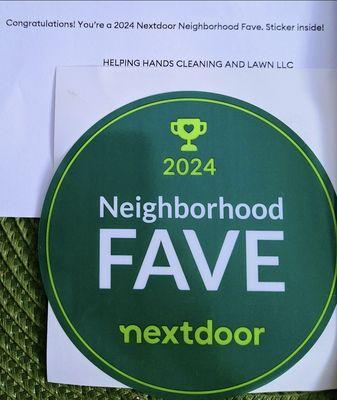 Congratulations! You're a 2024 Nextdoor Neighborhood Fave. Sticker inside!
HELPING HANDS CLEANING AND LAWN LLC
2024
Neighborhood
FAVE
nextdoor